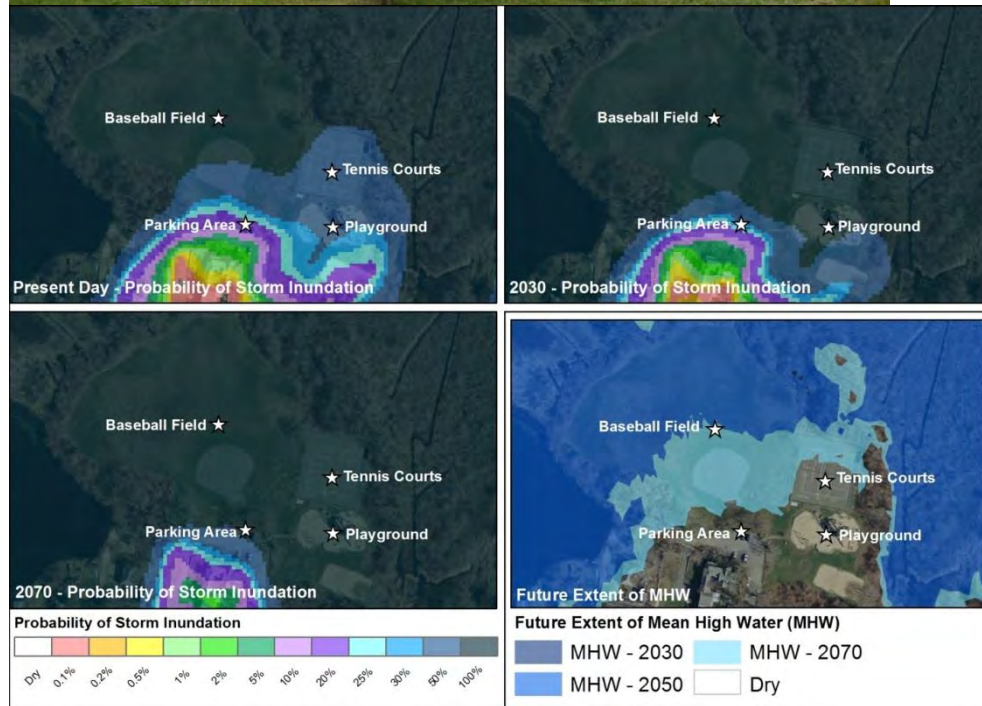 Baseball Field
Tennis Courts
Parking Area
Playground
Present Day - Probability of Storm Inundation
Baseball Field
Tennis Courts
Parking Area
Playground
2030 - Probability of Storm Inundation
Baseball Field
Tennis Courts
Parking Area
Playground
2070 - Probability of Storm Inundation
Baseball Field
Tennis Courts
Parking Area
Playground
Future Extent of MHW
Probability of Storm Inundation
Dry 0.1% 0.2% 0.5% 1% 2% 5% 10% 20% 25% 30% 50% 100%
Future Extent of Mean High Water (MHW)
MHW - 2030 MHW - 2070
MHW - 2050 Dry